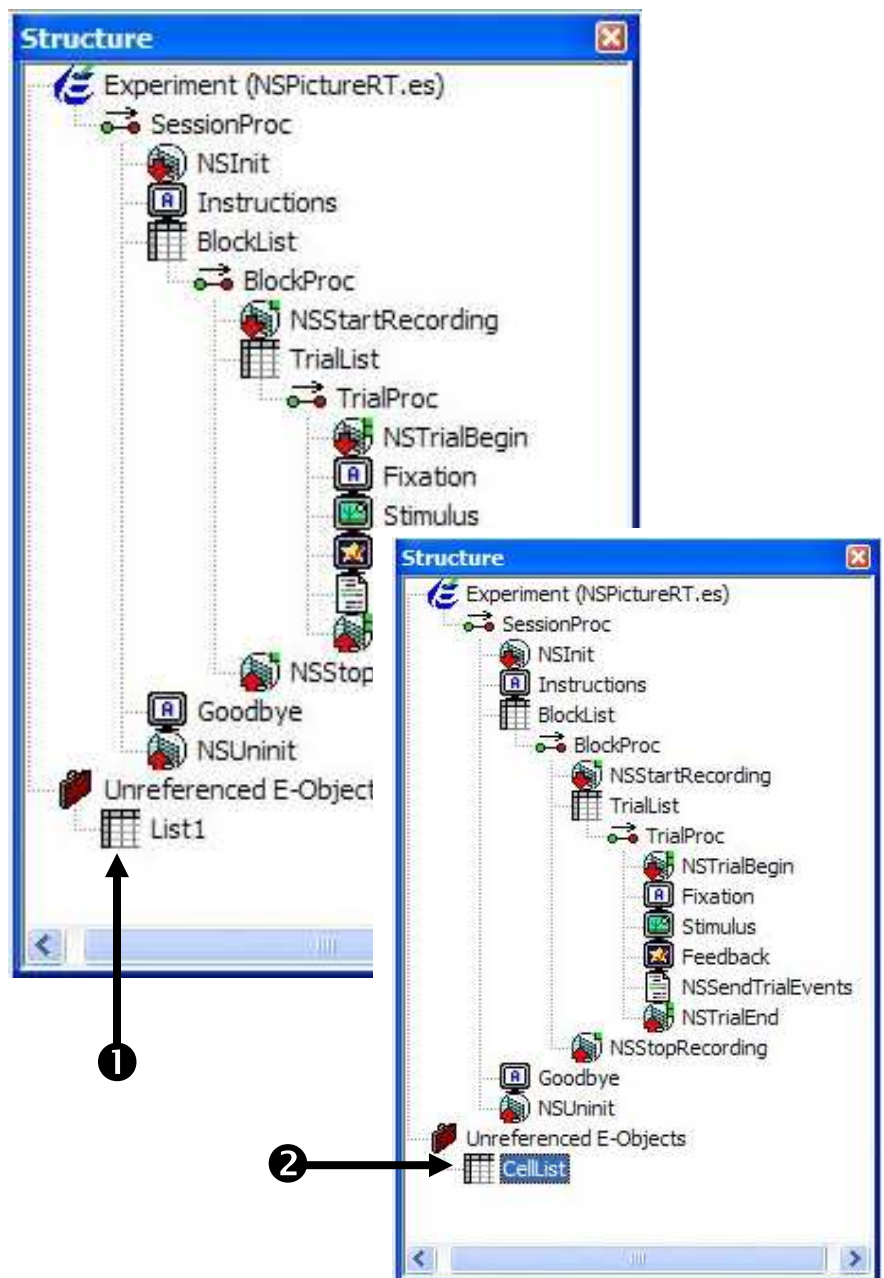 Structure
Experiment (NSPictureRT.es)
SessionProc
NSInit
Instructions
BlockList
BlockProc
NSStartRecording
TrialList
TrialProc
NSTrialBegin
Fixation
Stimulus
NSStop
Goodbye
NSUninit
Unreferenced E-Object
List1
1
Structure
Experiment (NSPictureRT.es)
SessionProc
NSInit
Instructions
BlockList
BlockProc
NSStartRecording
TrialList
TrialProc
NSTrialBegin
Fixation
Stimulus
Feedback
NSSendTrialEvents
NSTrialEnd
NSStopRecording
Goodbye
NSUninit
Unreferenced E-Objects
2
CellList